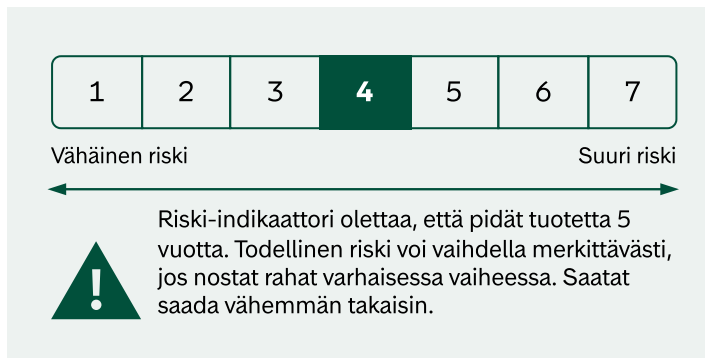 1 2 3 4 5 6 7
Vähäinen riski Suuri riski
Riski-indikaattori olettaa, että pidät tuotetta 5
vuotta. Todellinen riski voi vaihdella merkittävästi,
jos nostat rahat varhaisessa vaiheessa. Saatat
saada vähemmän takaisin.
!